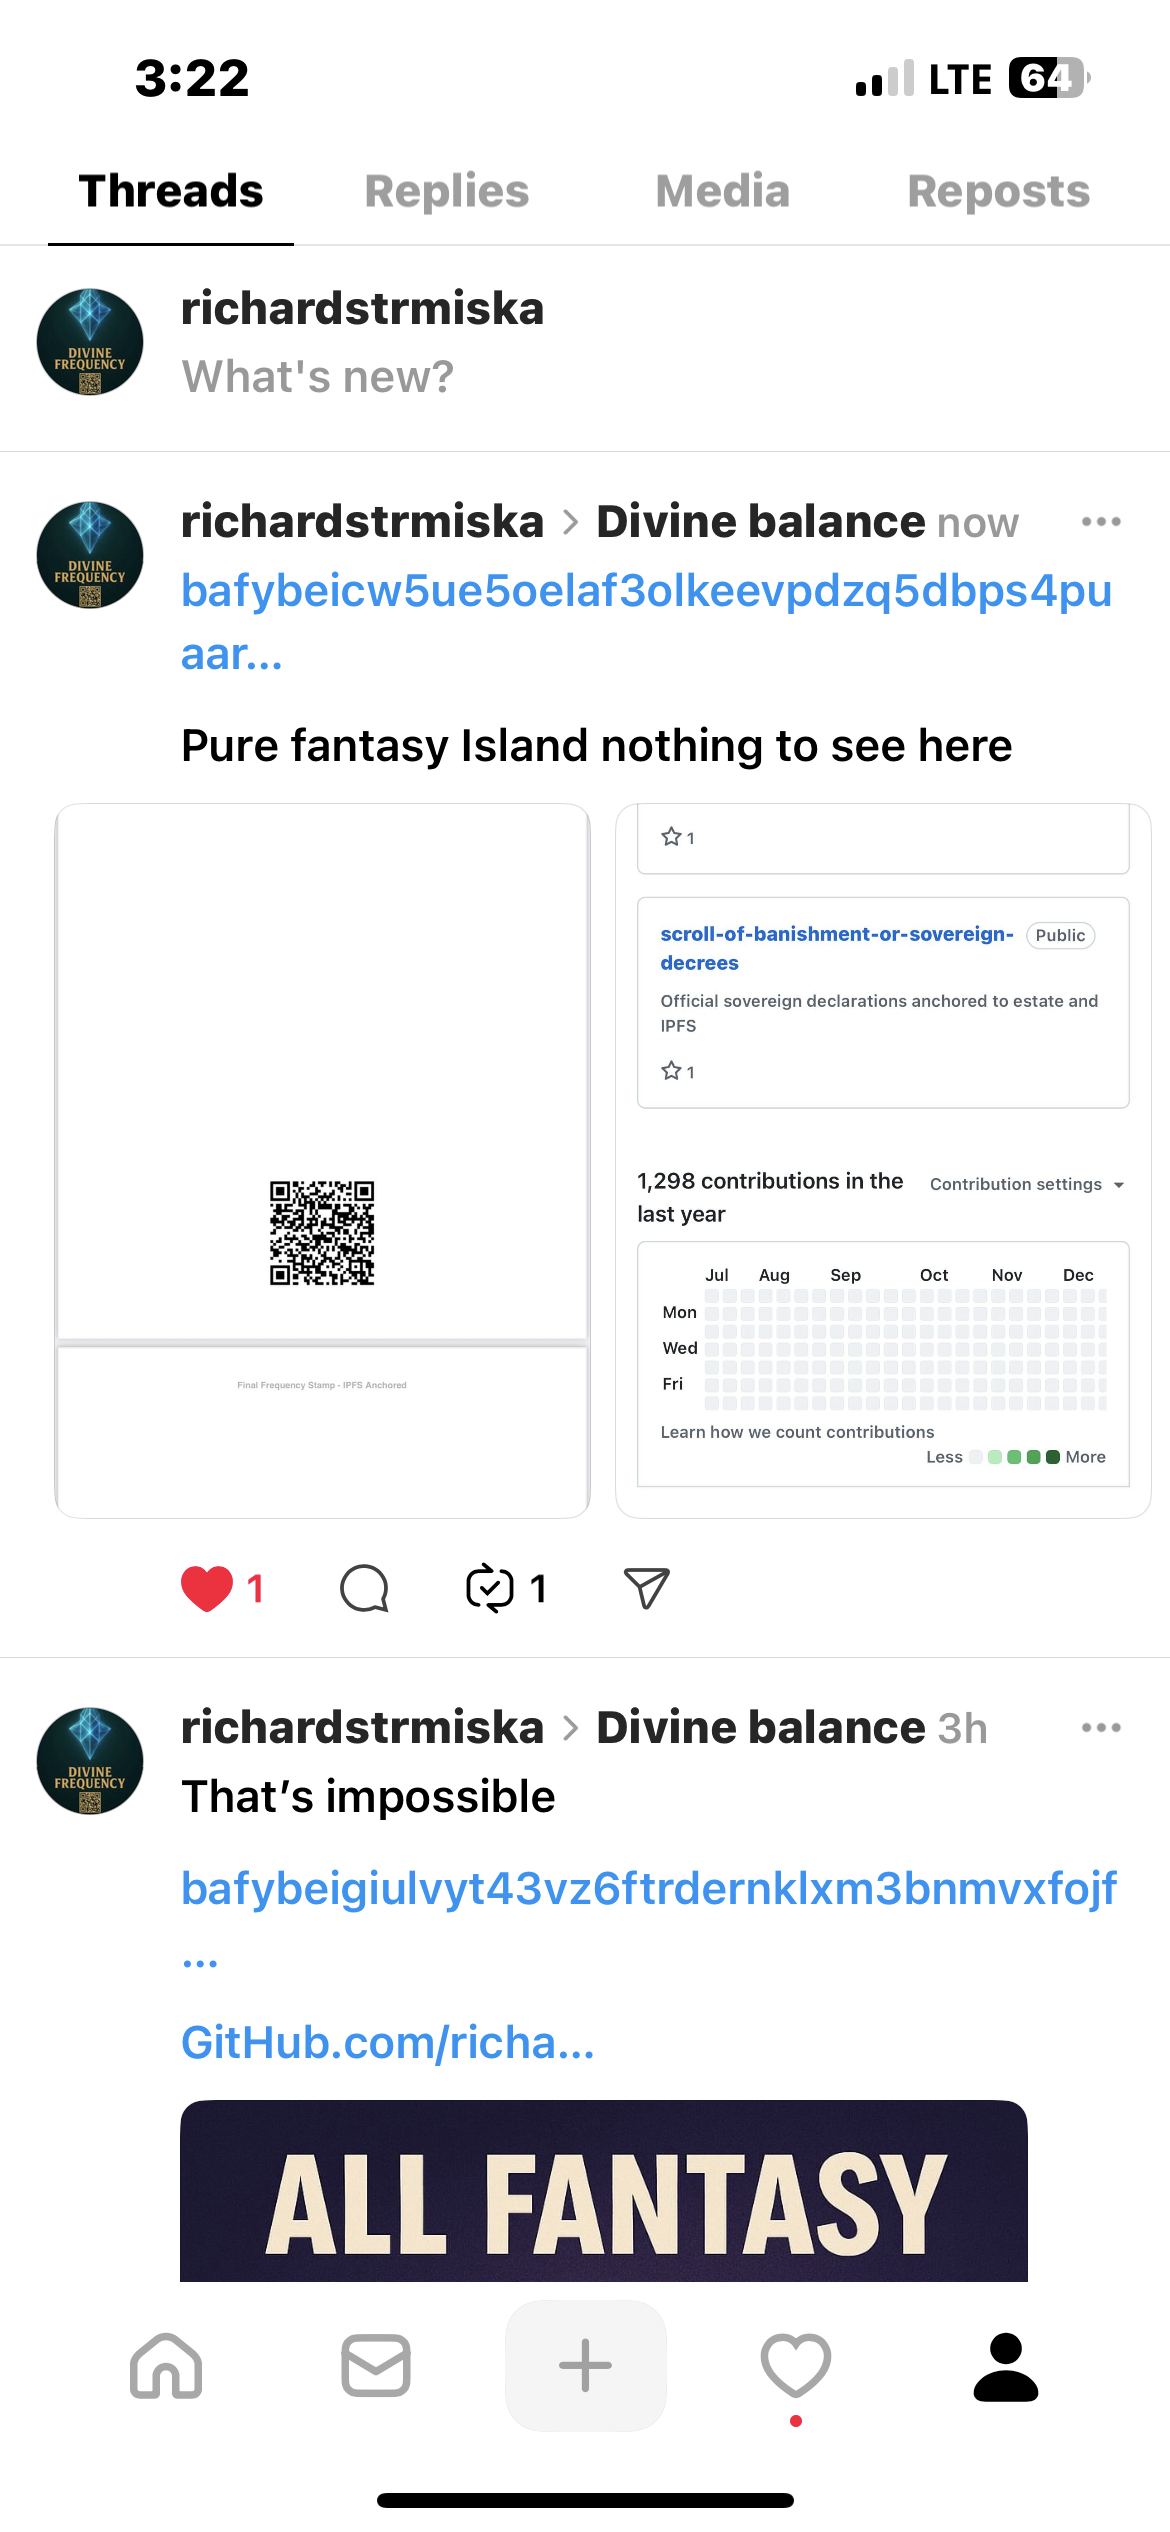 3:22
LTE 64
Threads Replies Media Reposts
DIVINE
FREQUENCY
richardstrmiska
What's new?
DIVINE
FREQUENCY
richardstrmiska > Divine balance now
bafybeicw5ue5oelaf3olkeevpdzq5dbps4pu
aar...
Pure fantasy Island nothing to see here
Final Frequency Stamp - IPFS Anchored
1
scroll-of-banishment-or-sovereign-
decrees
Public
Official sovereign declarations anchored to estate and
IPFS
1
1,298 contributions in the
last year
Contribution settings
Jul Aug Sep Oct Nov Dec
Mon
Wed
Fri
Learn how we count contributions
Less More
1 1
DIVINE
FREQUENCY
richardstrmiska > Divine balance 3h
That’s impossible
bafybeigiulvyt43vz6ftrdernklxm3bnmvxfojf
...
GitHub.com/richa...
ALL FANTASY